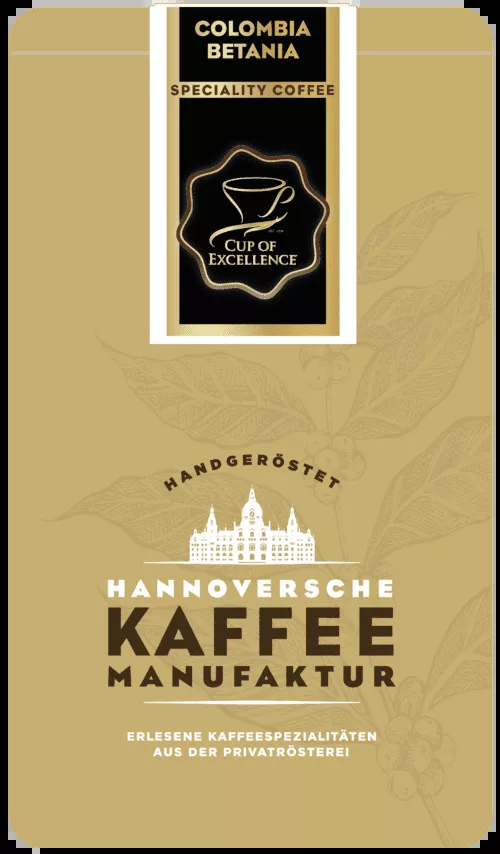 COLOMBIA
BETANIA
SPECIALITY COFFEE
CUP OF
EXCELLENCE
HANDGERÖSTET
HANNOVERSCHE
KAFFEE
MANUFAKTUR
ERLESENE KAFFEESPEZIALITÄTEN
AUS DER PRIVATRÖSTEREI